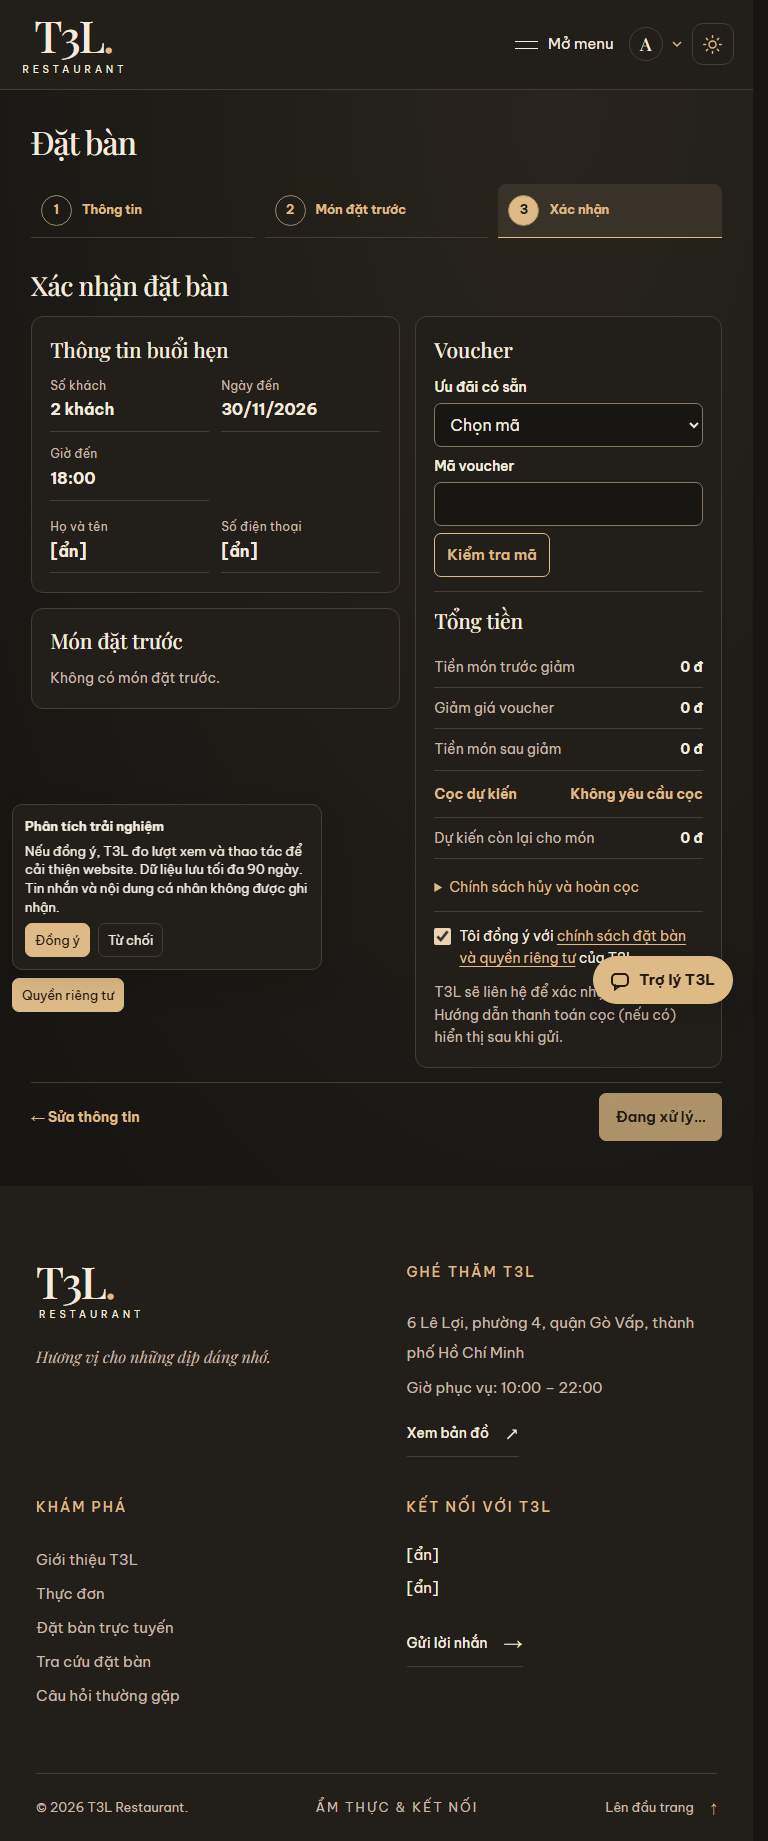 T3L.
RESTAURANT
Mở menu
A
Đặt bàn
1 Thông tin
2 Món đặt trước
3 Xác nhận
Xác nhận đặt bàn
Thông tin buổi hẹn
Số khách
2 khách
Ngày đến
30/11/2026
Giờ đến
18:00
Họ và tên
[ẩn]
Số điện thoại
[ẩn]
Món đặt trước
Không có món đặt trước.
Voucher
Ưu đãi có sẵn
Chọn mã
Mã voucher
Kiểm tra mã
Tổng tiền
Tiền món trước giảm 0 đ
Giảm giá voucher 0 đ
Tiền món sau giảm 0 đ
Cọc dự kiến Không yêu cầu cọc
Dự kiến còn lại cho món 0 đ
Chính sách hủy và hoàn cọc
Tôi đồng ý với chính sách đặt bàn
và quyền riêng tư của
T3L sẽ liên hệ để xác
Hướng dẫn thanh toán cọc (nếu có)
hiển thị sau khi gửi.
Phân tích trải nghiệm
Nếu đồng ý, T3L đo lượt xem và thao tác để
cải thiện website. Dữ liệu lưu tối đa 90 ngày.
Tin nhắn và nội dung cá nhân không được ghi
nhận.
Đồng ý
Từ chối
Quyền riêng tư
Trợ lý T3L
← Sửa thông tin
Đang xử lý...
T3L.
RESTAURANT
Hương vị cho những dịp đáng nhớ.
GHÉ THĂM T3L
6 Lê Lợi, phường 4, quận Gò Vấp, thành
phố Hồ Chí Minh
Giờ phục vụ: 10:00 – 22:00
Xem bản đồ ↗
KHÁM PHÁ
Giới thiệu T3L
Thực đơn
Đặt bàn trực tuyến
Tra cứu đặt bàn
Câu hỏi thường gặp
KẾT NỐI VỚI T3L
[ẩn]
[ẩn]
Gửi lời nhắn →
© 2026 T3L Restaurant.
ẨM THỰC & KẾT NỐI
Lên đầu trang ↑